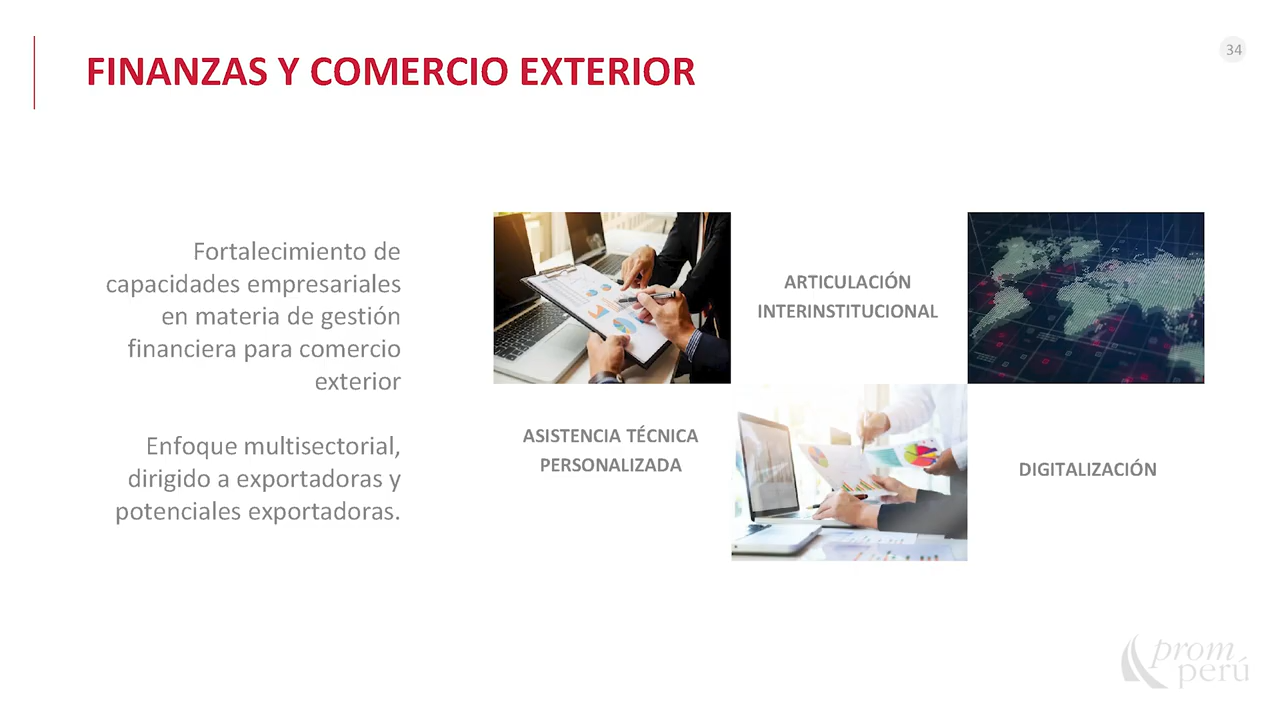 FINANZAS Y COMERCIO EXTERIOR
34
Fortalecimiento de
capacidades empresariales
en materia de gestión
financiera para comercio
exterior
Enfoque multisectorial,
dirigido a exportadoras y
potenciales exportadoras.
ARTICULACIÓN
INTERINSTITUCIONAL
ASISTENCIA TÉCNICA
PERSONALIZADA
DIGITALIZACIÓN
prom
perú